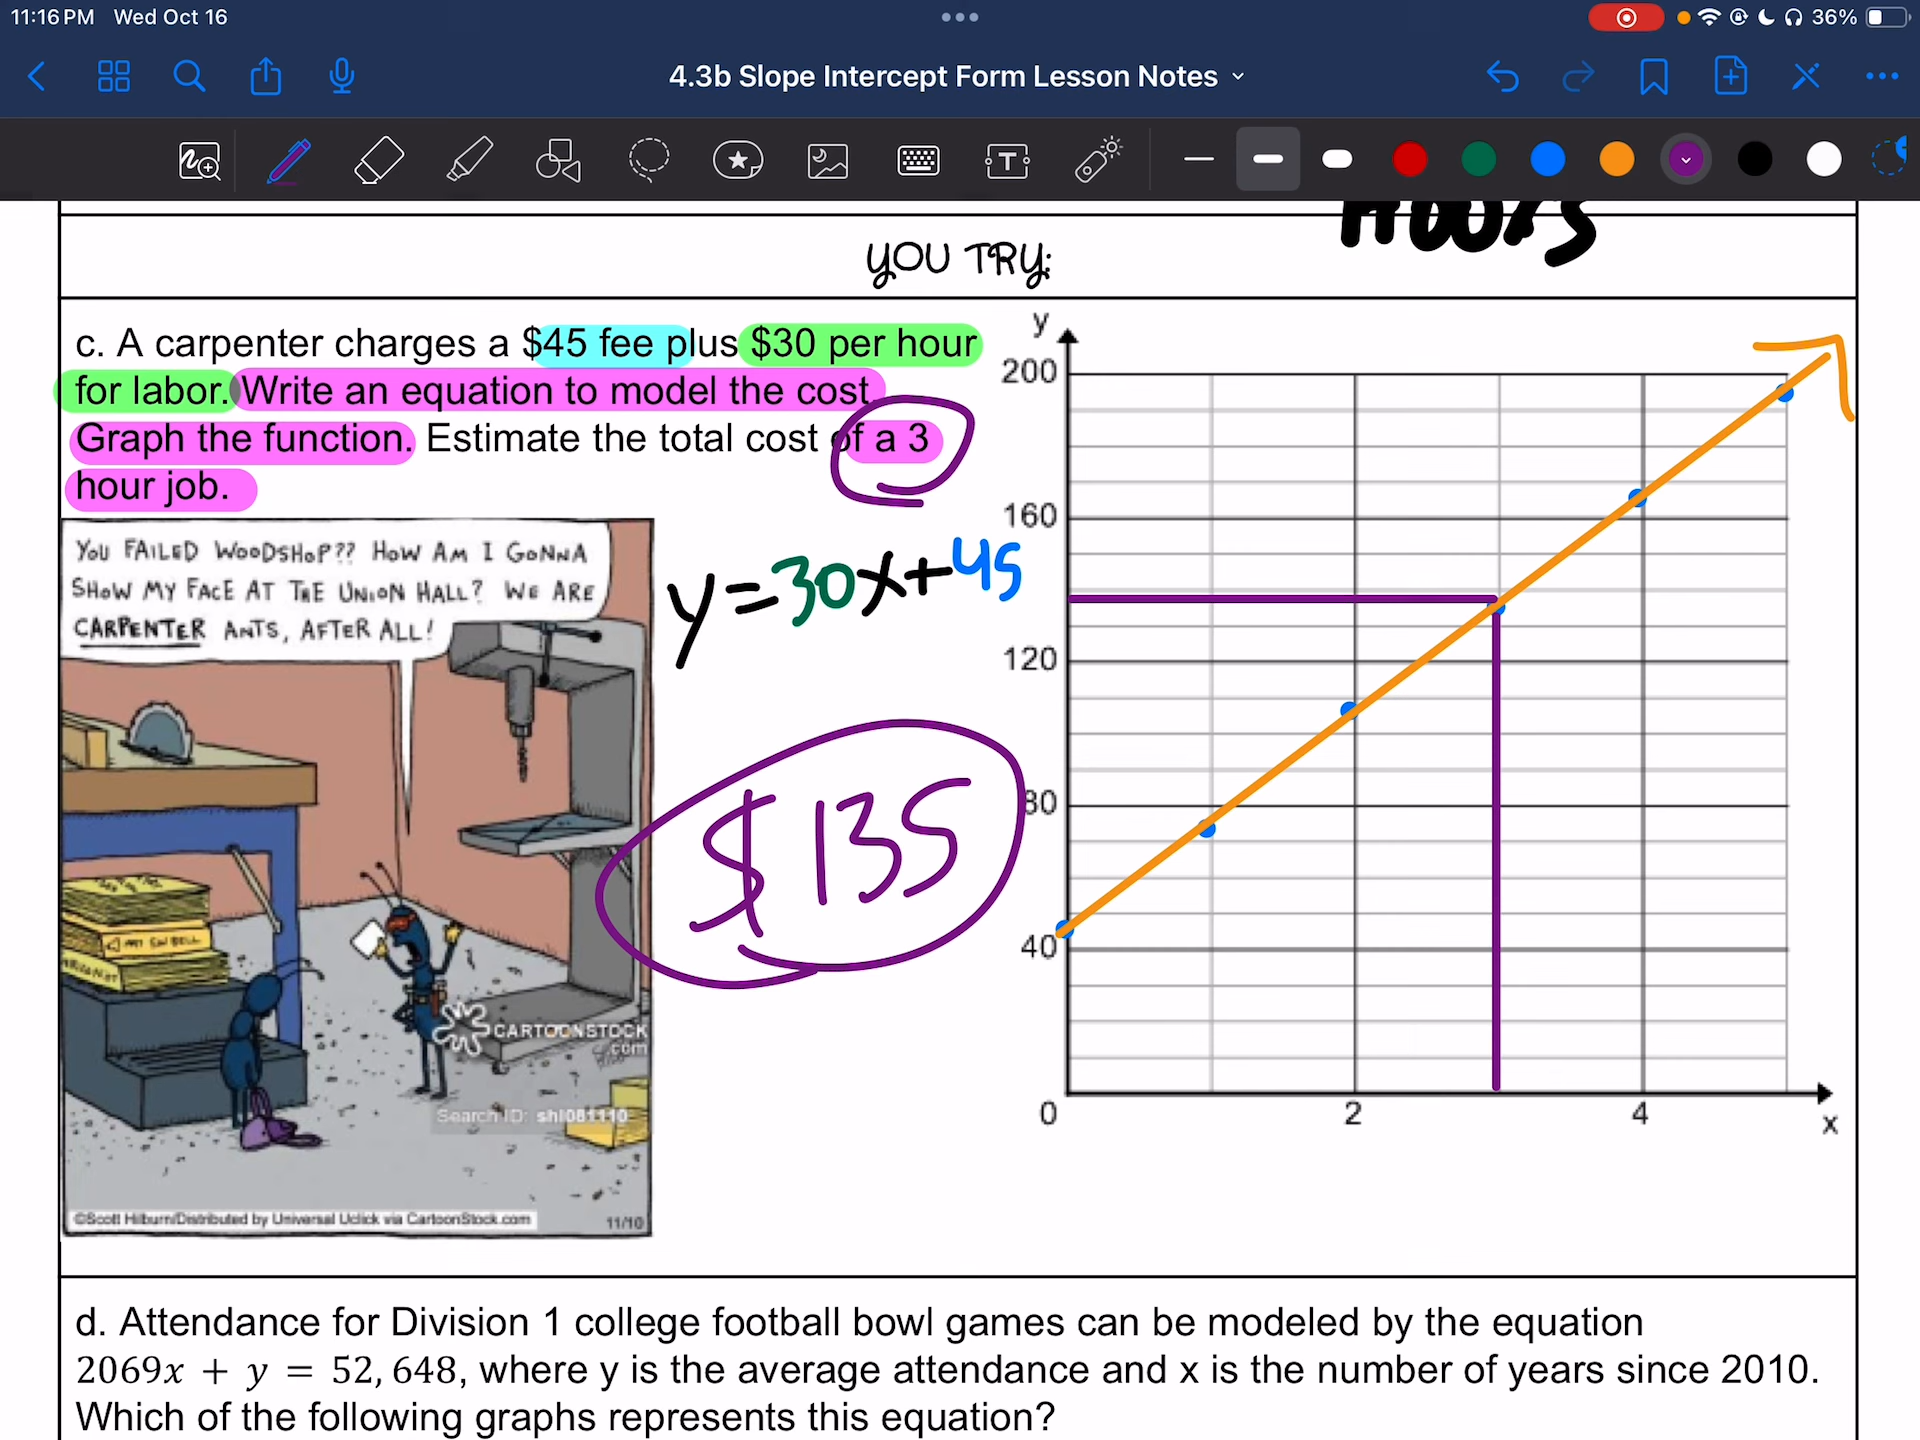 11:16 PM Wed Oct 16
36%
4.3b Slope Intercept Form Lesson Notes
T
YOU TRY:
c. A carpenter charges a $45 fee plus $30 per hour
for labor. Write an equation to model the cost.
Graph the function. Estimate the total cost of a 3
hour job.
YOU FAILED WOODSHOP?? HOW AM I GONNA
SHOW MY FACE AT THE UNION HALL? WE ARE
CARPENTER ANTS, AFTER ALL!
y=30x+45
$135
y
200
160
120
80
40
0
2
4
x
CARTOONSTOCK
.com
Search ID: shl081110
©Scott Hilburn/Distributed by Universal Uclick via CartoonStock.com
11/10
d. Attendance for Division 1 college football bowl games can be modeled by the equation
2069x + y = 52,648, where y is the average attendance and x is the number of years since 2010.
Which of the following graphs represents this equation?